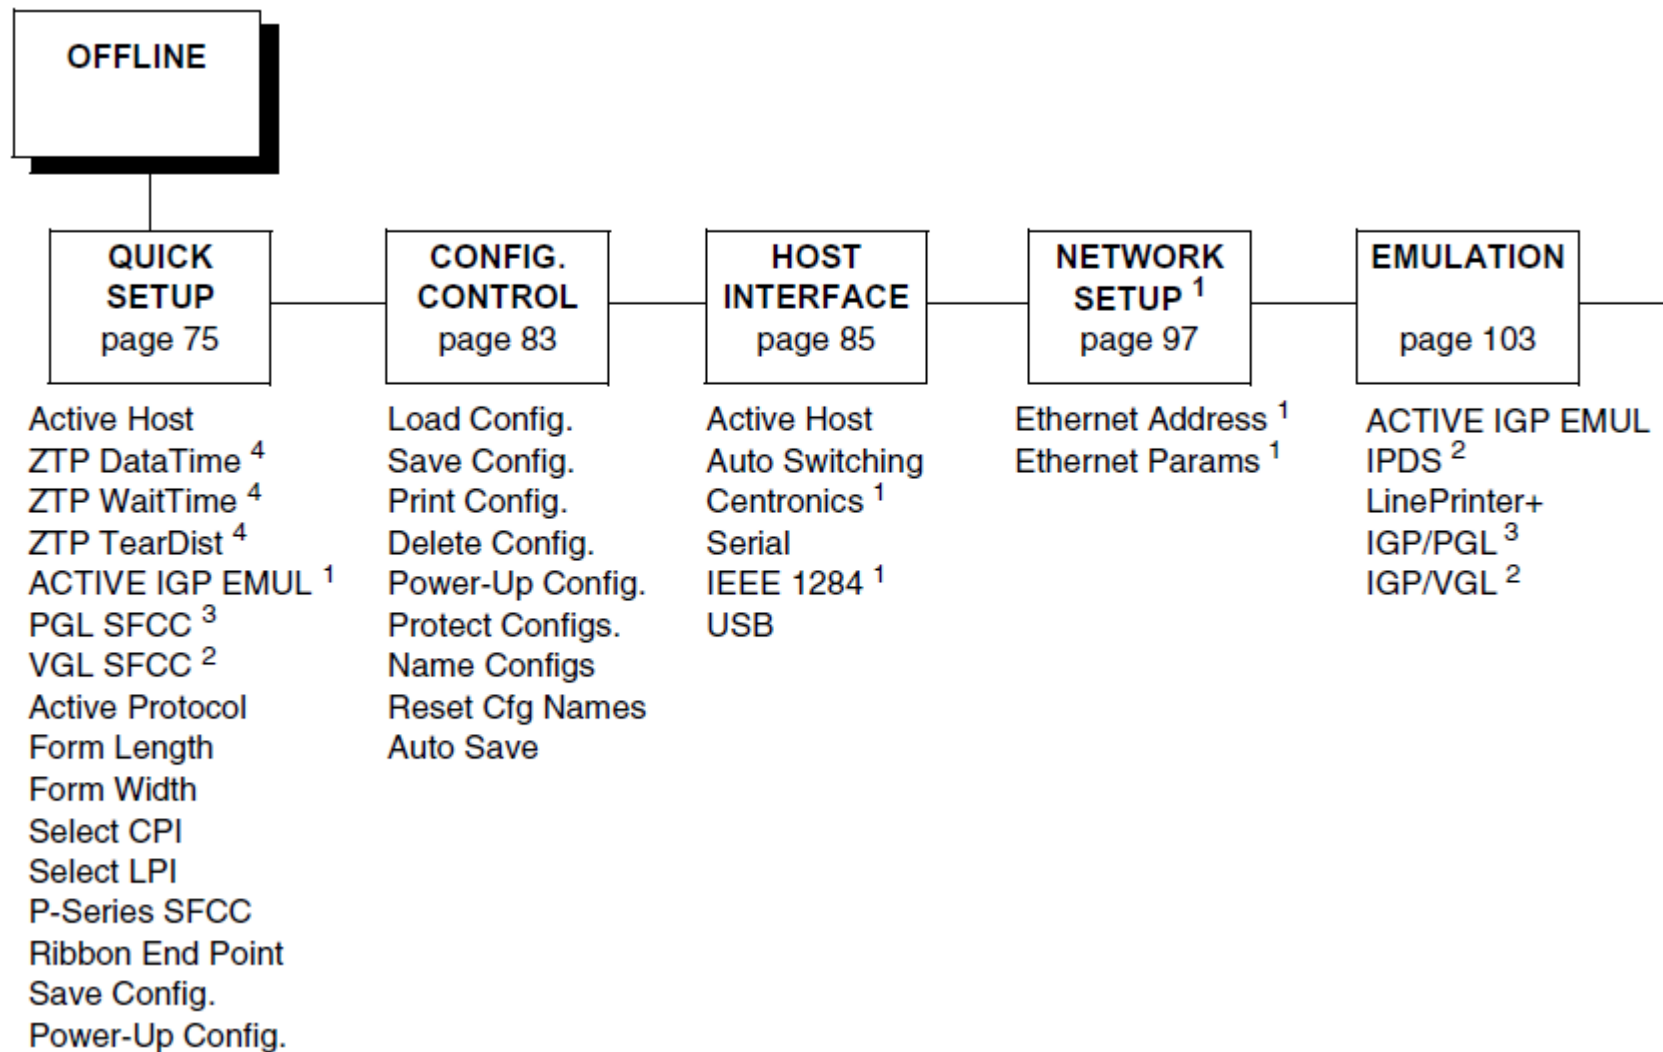 OFFLINE
QUICK
SETUP
page 75
CONFIG.
CONTROL
page 83
HOST
INTERFACE
page 85
NETWORK
SETUP 1
page 97
EMULATION
page 103
Active Host
ZTP DataTime 4
ZTP WaitTime 4
ZTP TearDist 4
ACTIVE IGP EMUL 1
PGL SFCC 3
VGL SFCC 2
Active Protocol
Form Length
Form Width
Select CPI
Select LPI
P-Series SFCC
Ribbon End Point
Save Config.
Power-Up Config.
Load Config.
Save Config.
Print Config.
Delete Config.
Power-Up Config.
Protect Configs.
Name Configs
Reset Cfg Names
Auto Save
Active Host
Auto Switching
Centronics 1
Serial
IEEE 1284 1
USB
Ethernet Address 1
Ethernet Params 1
ACTIVE IGP EMUL
IPDS 2
LinePrinter+
IGP/PGL 3
IGP/VGL 2